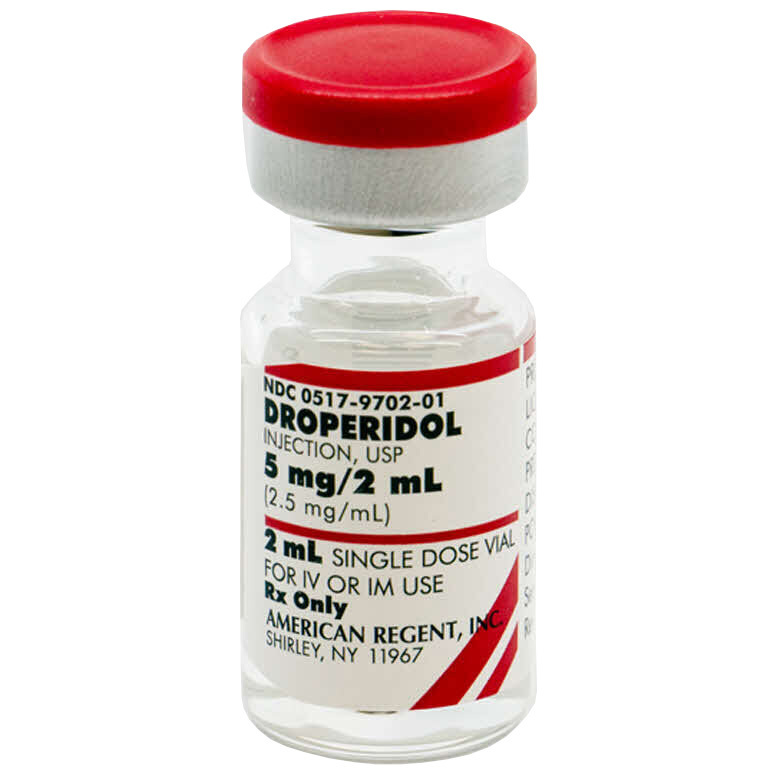 NDC 0517-9702-01
DROPERIDOL
INJECTION, USP
5 mg/2 mL
(2.5 mg/mL)
2 mL SINGLE DOSE VIAL
FOR IV OR IM USE
Rx Only
AMERICAN REGENT, INC.
SHIRLEY, NY 11967